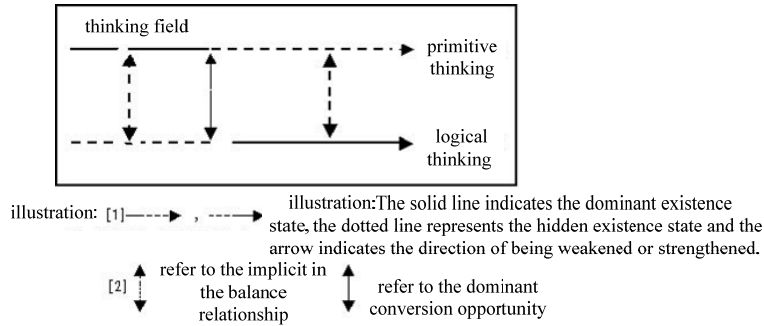 thinking field
primitive
thinking
logical
thinking
illustration: [1] ,
illustration:The solid line indicates the dominant existence
state, the dotted line represents the hidden existence state and the
arrow indicates the direction of being weakened or strengthened.
[2] refer to the implicit in
the balance
relationship
refer to the dominant
conversion opportunity